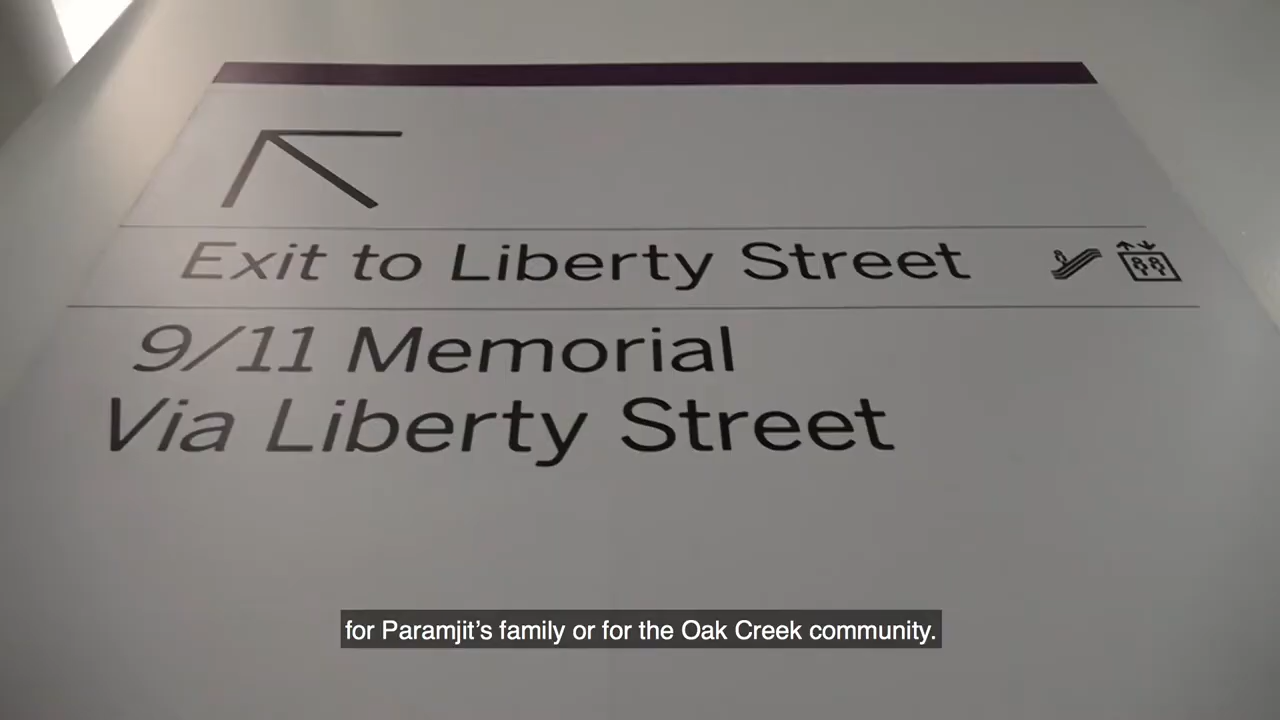 Exit to Liberty Street
9/11 Memorial
Via Liberty Street
for Paramjit’s family or for the Oak Creek community.